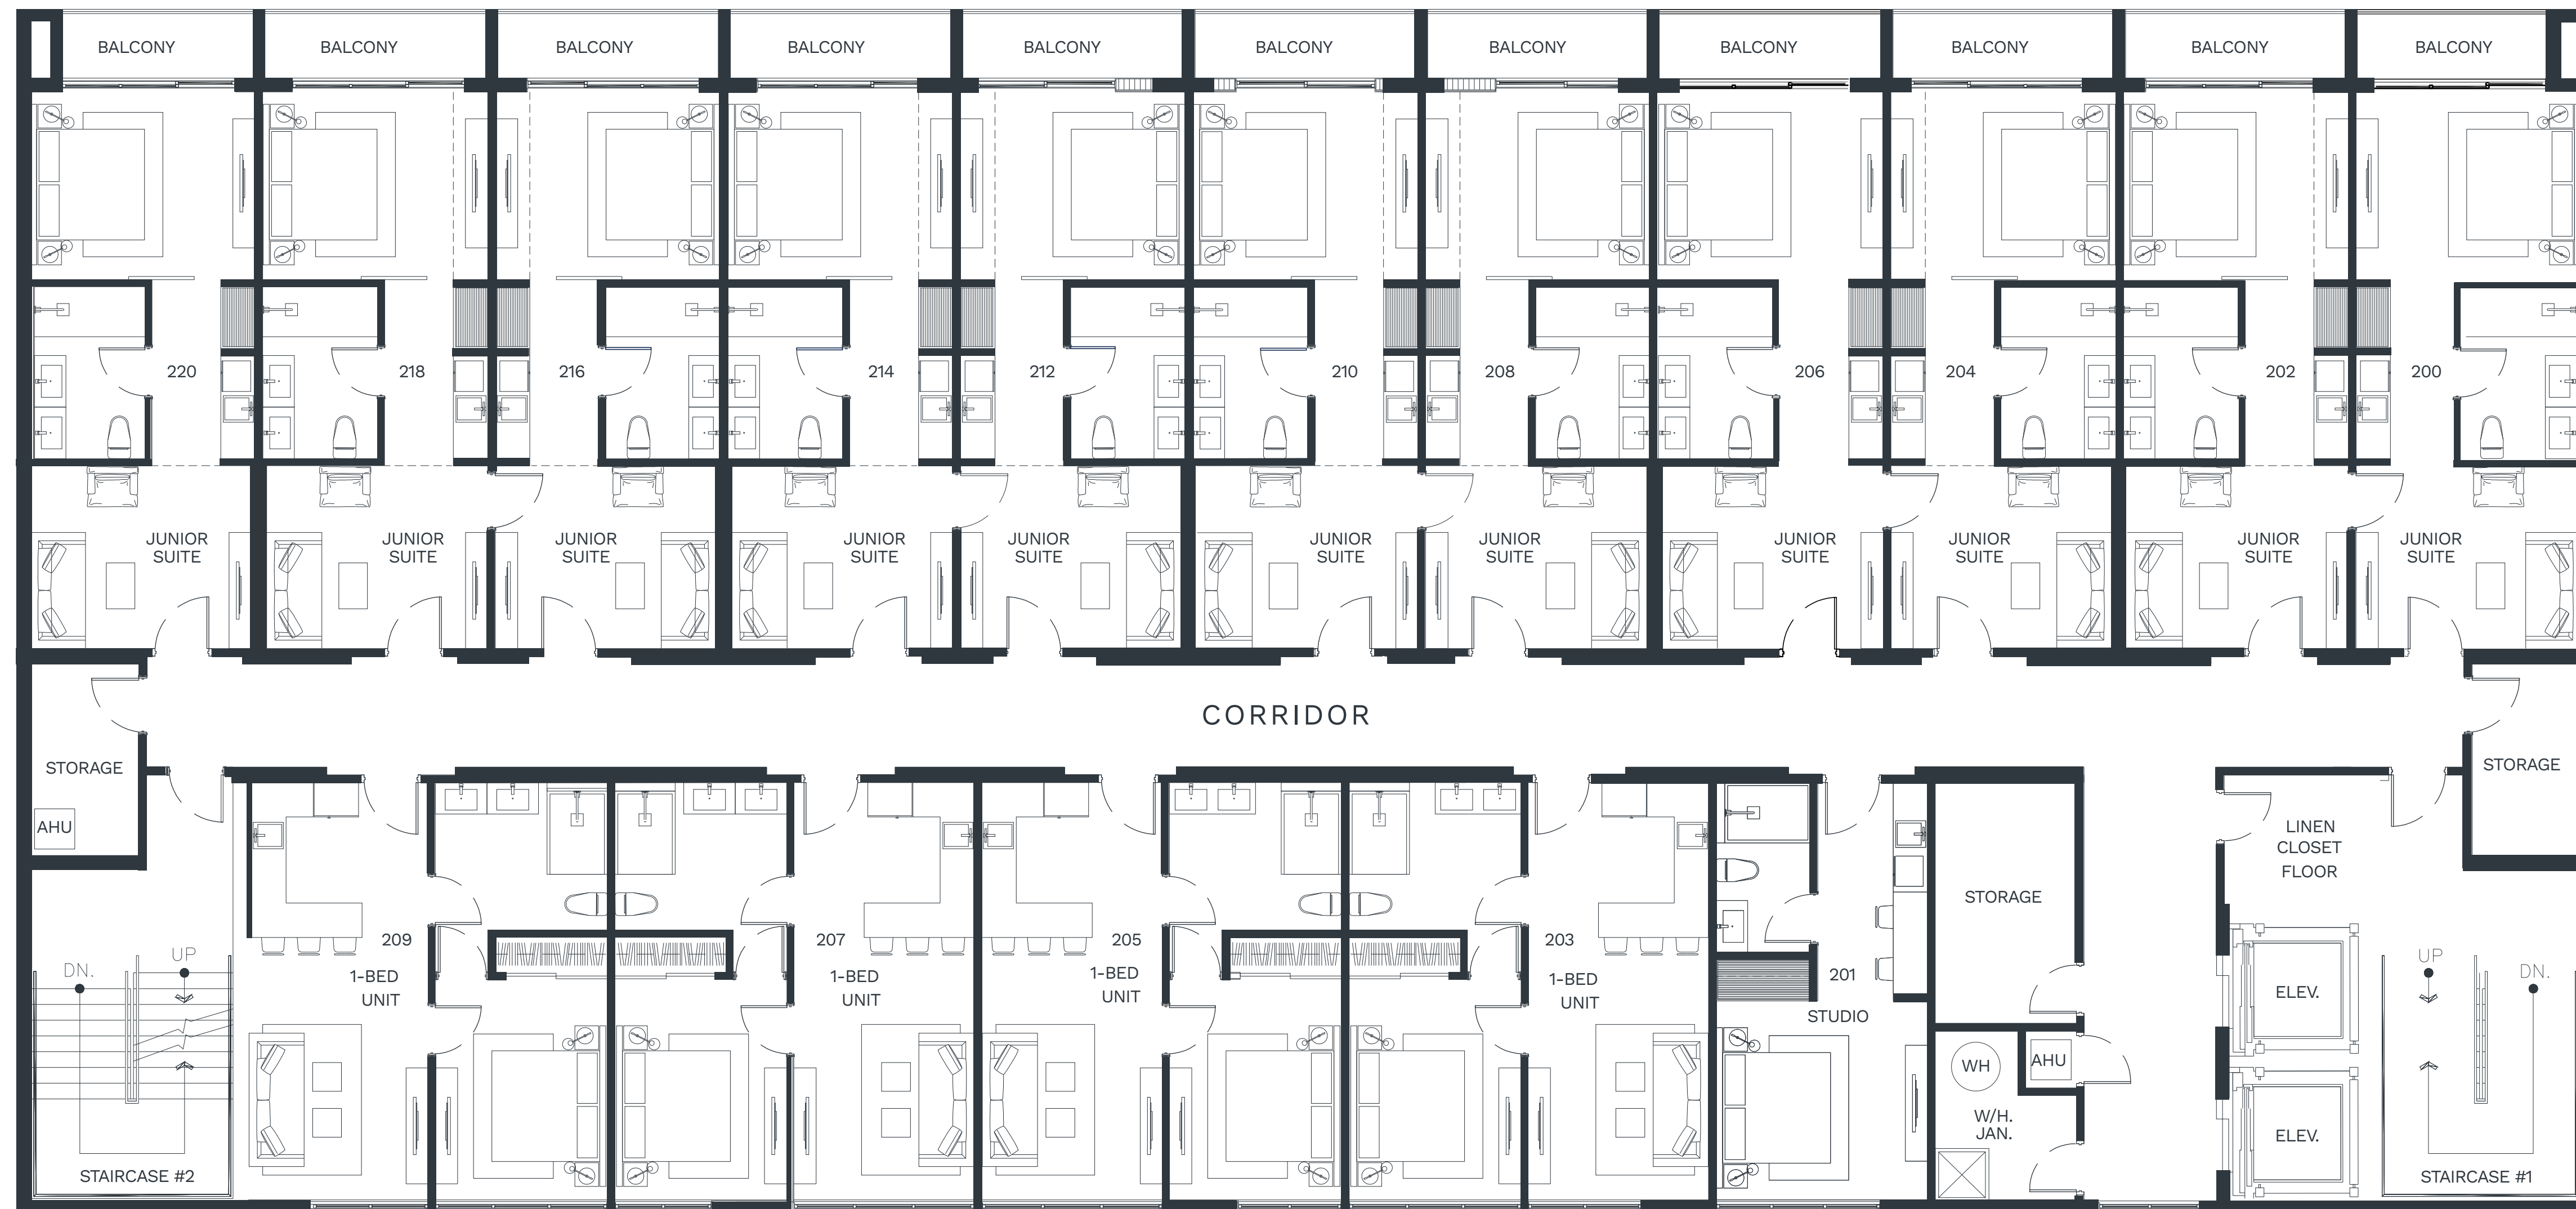 BALCONY
BALCONY
BALCONY
BALCONY
BALCONY
BALCONY
BALCONY
BALCONY
BALCONY
BALCONY
BALCONY
220
218
216
214
212
210
208
206
204
202
200
JUNIOR
SUITE
JUNIOR
SUITE
JUNIOR
SUITE
JUNIOR
SUITE
JUNIOR
SUITE
JUNIOR
SUITE
JUNIOR
SUITE
JUNIOR
SUITE
JUNIOR
SUITE
JUNIOR
SUITE
JUNIOR
SUITE
CORRIDOR
STORAGE
AHU
UP
DN.
STAIRCASE #2
209
1-BED
UNIT
207
1-BED
UNIT
205
1-BED
UNIT
203
1-BED
UNIT
201
STUDIO
STORAGE
WH
AHU
W/H.
JAN.
LINEN
CLOSET
FLOOR
ELEV.
ELEV.
STORAGE
UP
DN.
STAIRCASE #1